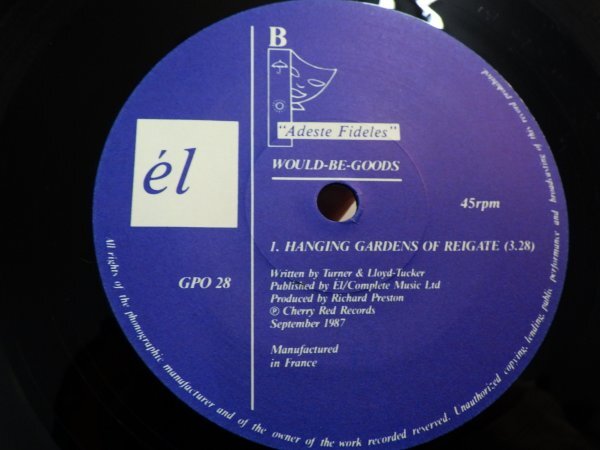 B
"Adeste Fideles"
él
WOULD-BE-GOODS
45rpm
1. HANGING GARDENS OF REIGATE (3.28)
GPO 28
Written by Turner & Lloyd-Tucker
Published by El/Complete Music Ltd
Produced by Richard Preston
℗ Cherry Red Records
September 1987
Manufactured
in France
All rights of the phonographic manufacturer and of the owner of the work recorded reserved. Unauthorized copying, lending, public performance and broadcasting of this record prohibited